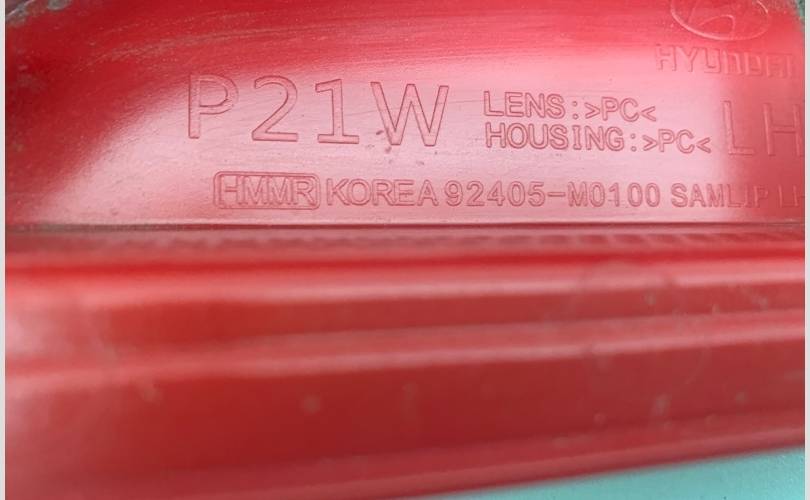 HYUNDAI
P21W LENS:>PC< LH
HOUSING:>PC<
HMMR KOREA 92405-M0100 SAMLIP